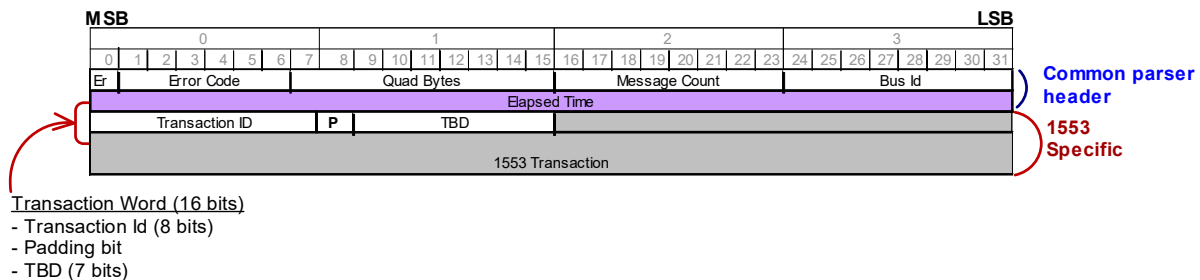 MSB LSB
0 1 2 3
0 1 2 3 4 5 6 7 8 9 10 11 12 13 14 15 16 17 18 19 20 21 22 23 24 25 26 27 28 29 30 31
Er Error Code Quad Bytes Message Count Bus Id
Elapsed Time
Transaction ID P TBD
1553 Transaction
Common parser
header
1553
Specific
Transaction Word (16 bits)
- Transaction Id (8 bits)
- Padding bit
- TBD (7 bits)